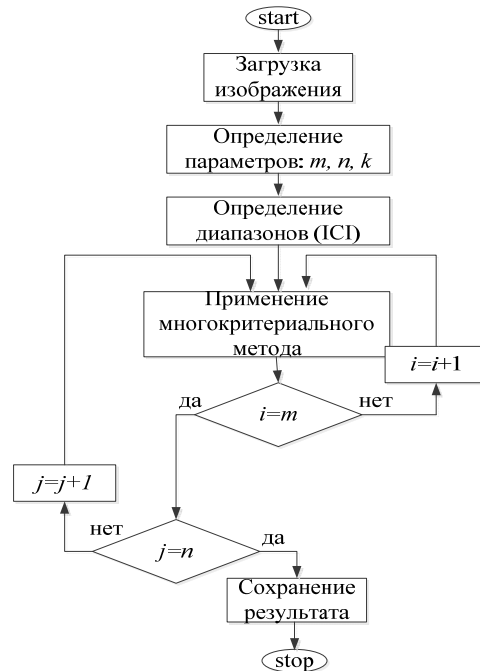 start
Загрузка
изображения
Определение
параметров: m, n, k
Определение
диапазонов (ICI)
Применение
многокритериального
метода
i=i+1
да
i=m
нет
j=j+1
нет
j=n
да
Сохранение
результата
stop